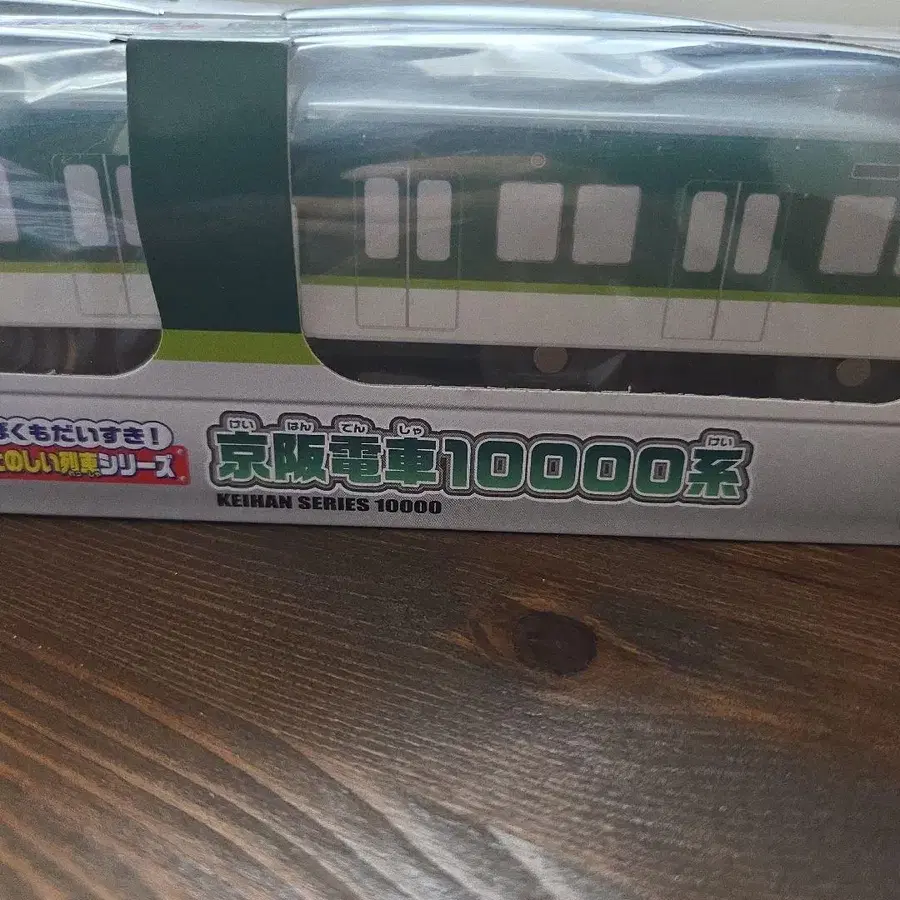 ぼくもだいすき！
たのしい列車シリーズ
けい はん でん しゃ けい
京阪電車10000系
KEIHAN SERIES 10000